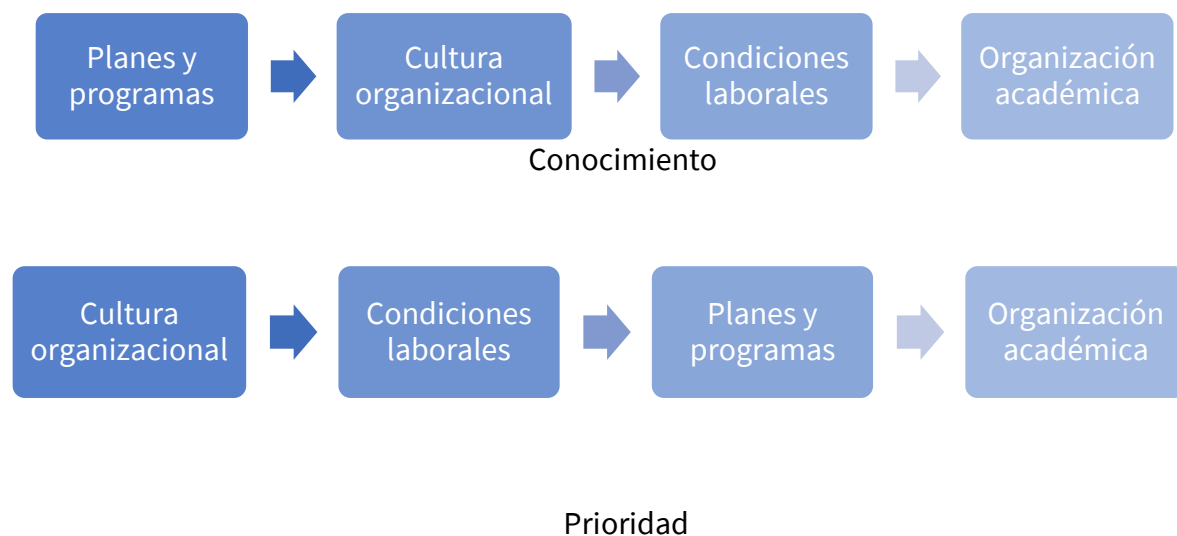 Planes y
programas
Cultura
organizacional
Condiciones
laborales
Organización
académica
Conocimiento
Cultura
organizacional
Condiciones
laborales
Planes y
programas
Organización
académica
Prioridad